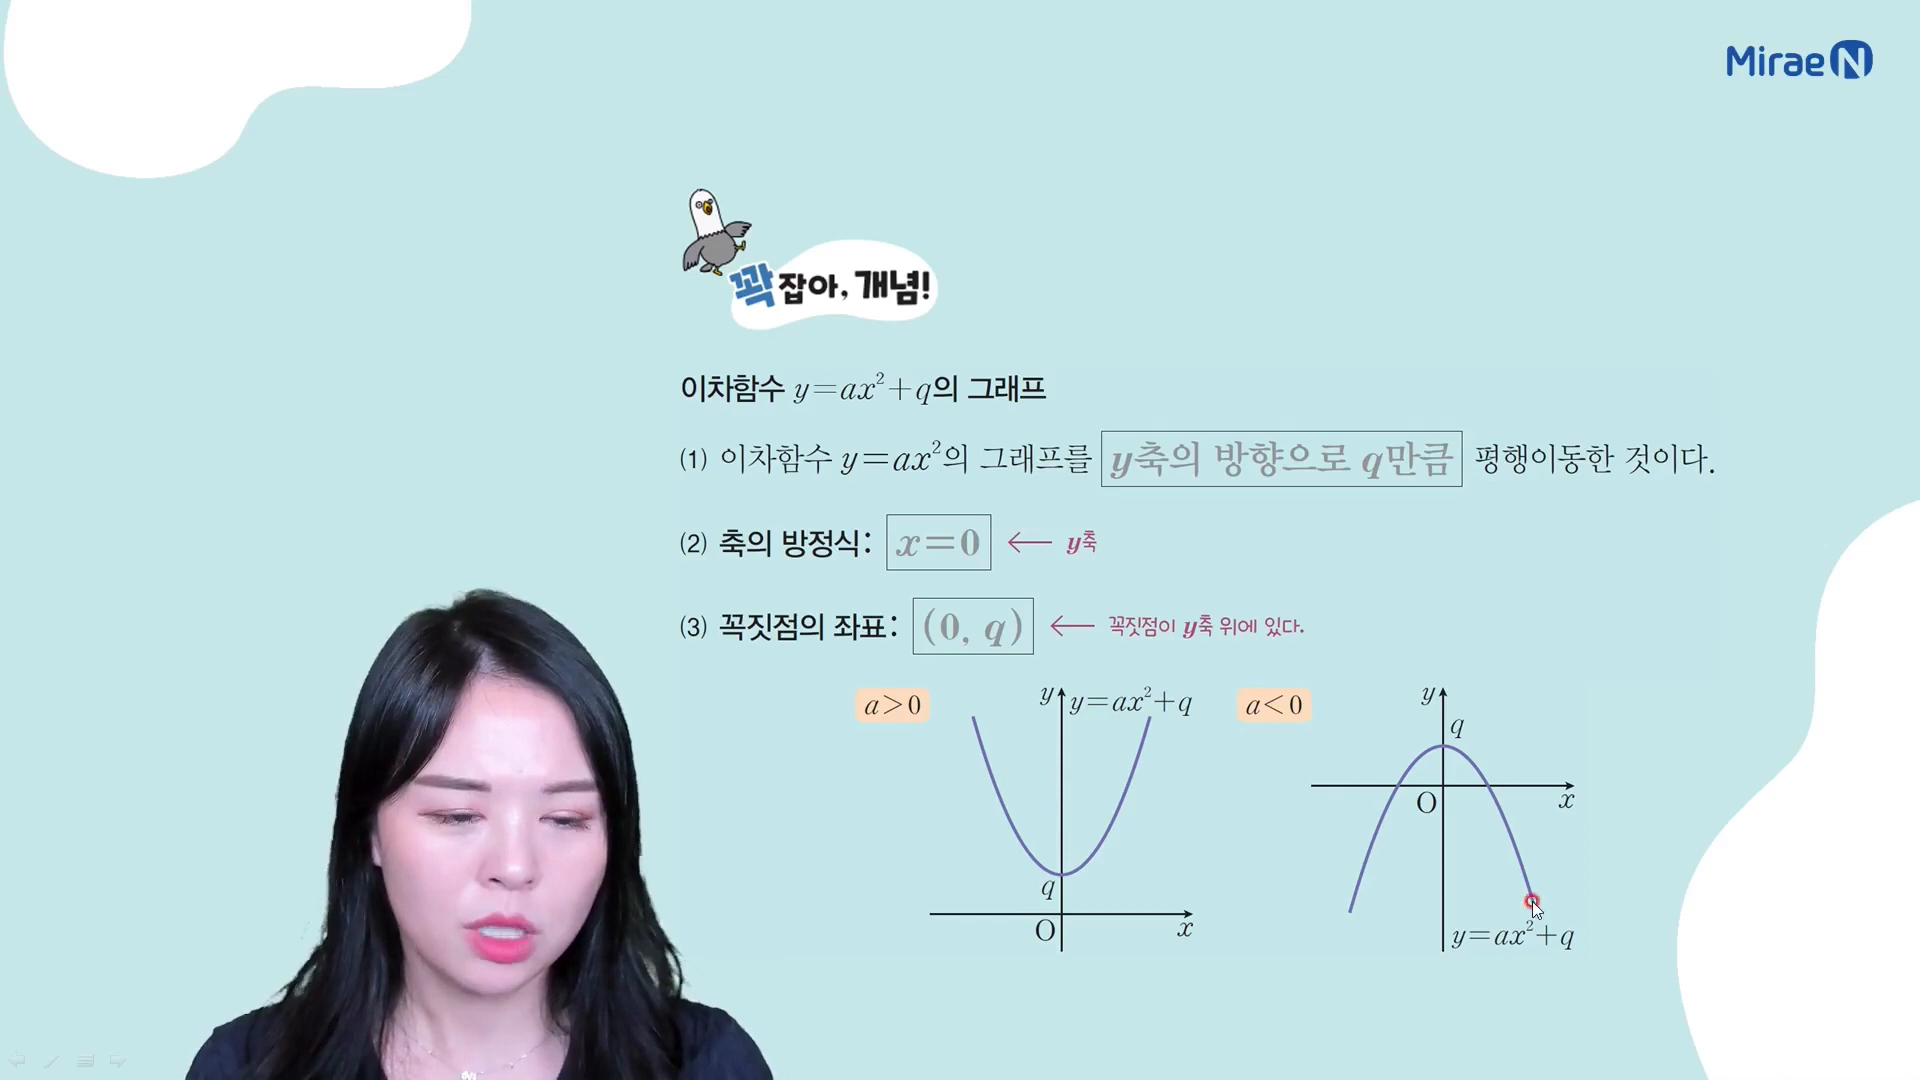 Mirae N
꽉 잡아, 개념!
이차함수 y=ax²+q의 그래프
(1) 이차함수 y=ax²의 그래프를 y축의 방향으로 q만큼 평행이동한 것이다.
(2) 축의 방정식: x=0 ← y축
(3) 꼭짓점의 좌표: (0, q) ← 꼭짓점이 y축 위에 있다.
a>0
y
y=ax²+q
q
O
x
a<0
y
q
O
x
y=ax²+q